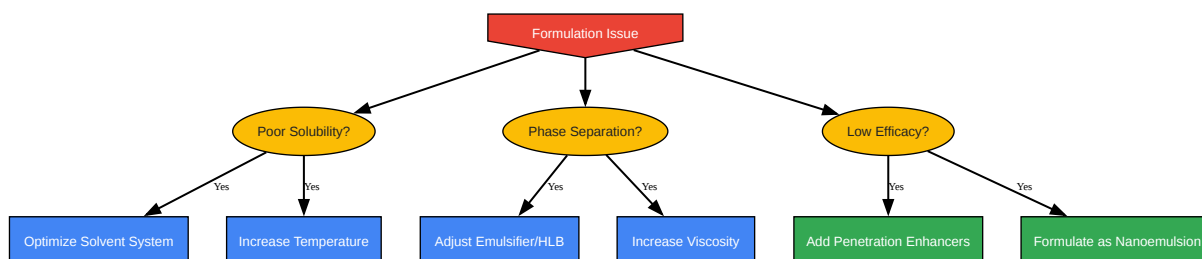 Formulation Issue
Poor Solubility?
Phase Separation?
Low Efficacy?
Yes
Yes
Yes
Yes
Yes
Yes
Optimize Solvent System
Increase Temperature
Adjust Emulsifier/HLB
Increase Viscosity
Add Penetration Enhancers
Formulate as Nanoemulsion